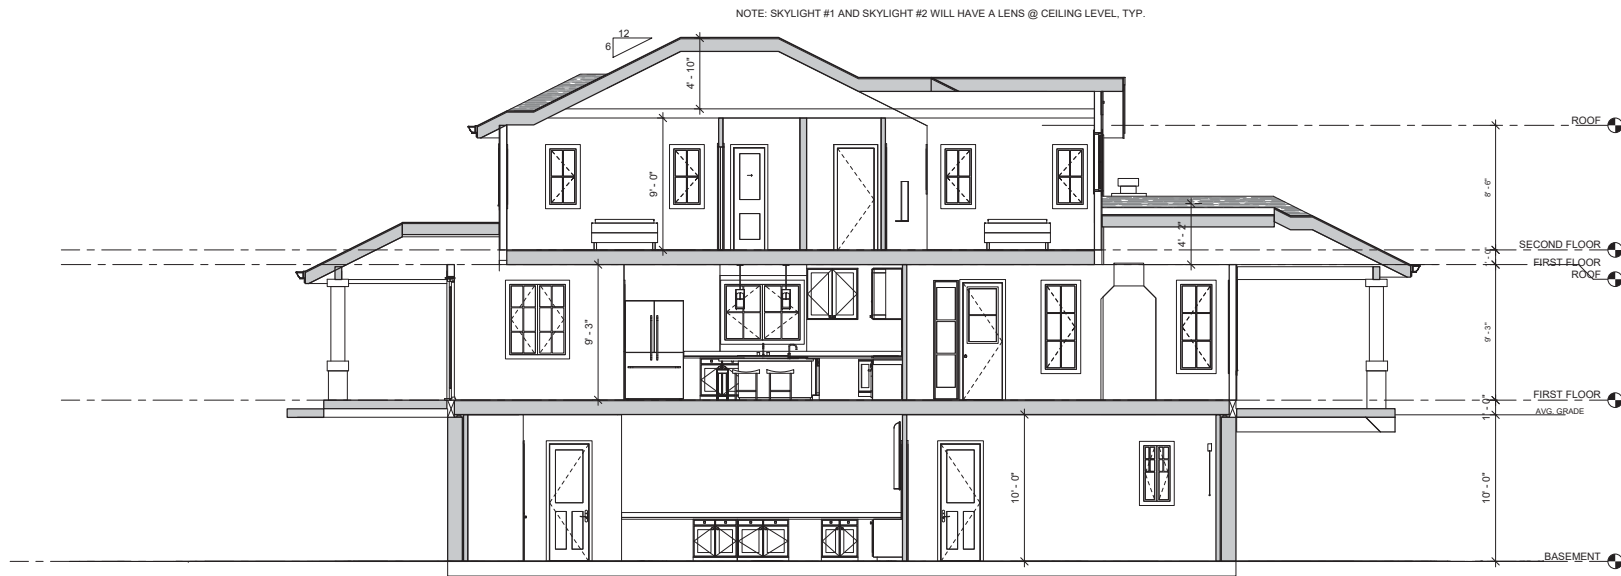 NOTE: SKYLIGHT #1 AND SKYLIGHT #2 WILL HAVE A LENS @ CEILING LEVEL, TYP.
12
6
4' - 10"
ROOF
9' - 0"
8' - 6"
4' - 2"
SECOND FLOOR
FIRST FLOOR
ROOF
9' - 3"
9' - 3"
FIRST FLOOR
1' - 0"
AVG. GRADE
10' - 0"
10' - 0"
BASEMENT